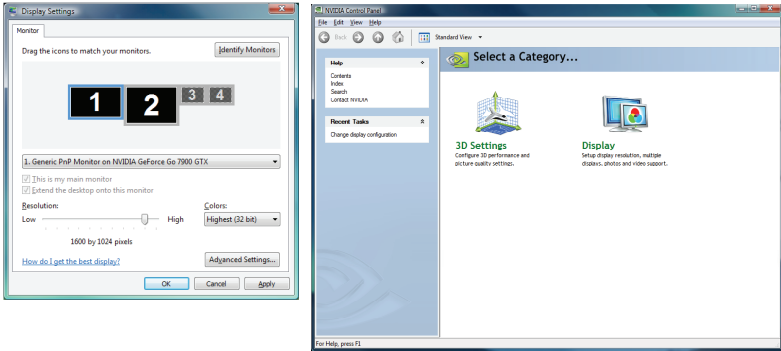 Display Settings
Monitor
Drag the icons to match your monitors.
Identify Monitors
1
2
3
4
1. Generic PnP Monitor on NVIDIA GeForce Go 7900 GTX
This is my main monitor
Extend the desktop onto this monitor
Resolution:
Colors:
Low
High
Highest (32 bit)
1600 by 1024 pixels
How do I get the best display?
Advanced Settings...
OK
Cancel
Apply
NVIDIA Control Panel
File Edit View Help
Back
Standard View
Help
Contents
Index
Search
Contact NVIDIA
Recent Tasks
Change display configuration
Select a Category...
3D Settings
Configure 3D performance and
picture quality settings.
Display
Setup display resolution, multiple
displays, photos and video support.
For Help, press F1